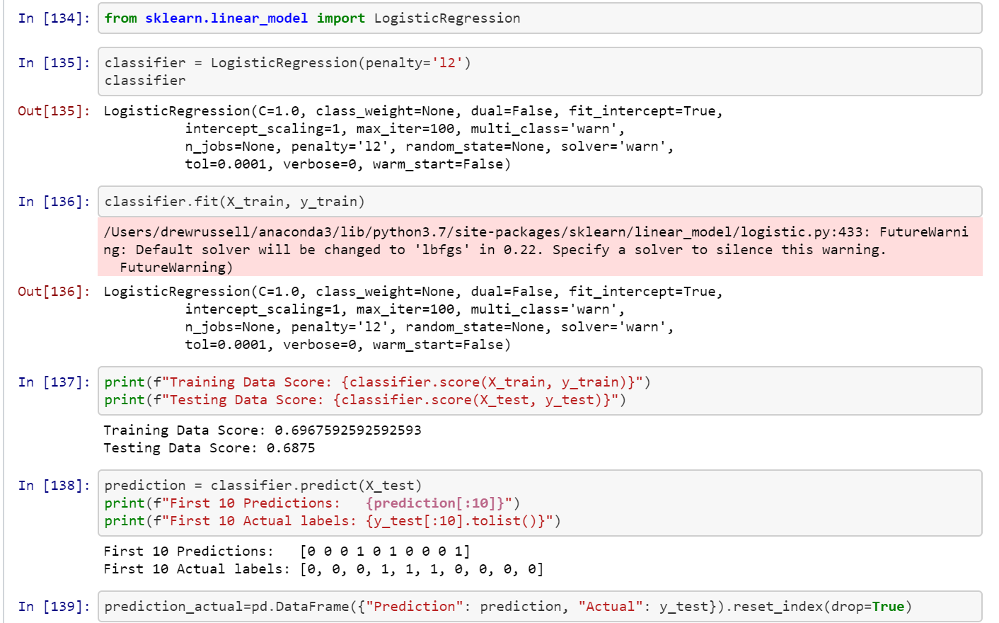 In [134]: from sklearn.linear_model import LogisticRegression
In [135]: classifier = LogisticRegression(penalty='l2')
classifier
Out[135]: LogisticRegression(C=1.0, class_weight=None, dual=False, fit_intercept=True,
          intercept_scaling=1, max_iter=100, multi_class='warn',
          n_jobs=None, penalty='l2', random_state=None, solver='warn',
          tol=0.0001, verbose=0, warm_start=False)
In [136]: classifier.fit(X_train, y_train)
/Users/drewrussell/anaconda3/lib/python3.7/site-packages/sklearn/linear_model/logistic.py:433: FutureWarni
ng: Default solver will be changed to 'lbfgs' in 0.22. Specify a solver to silence this warning.
  FutureWarning)
Out[136]: LogisticRegression(C=1.0, class_weight=None, dual=False, fit_intercept=True,
          intercept_scaling=1, max_iter=100, multi_class='warn',
          n_jobs=None, penalty='l2', random_state=None, solver='warn',
          tol=0.0001, verbose=0, warm_start=False)
In [137]: print(f"Training Data Score: {classifier.score(X_train, y_train)}")
print(f"Testing Data Score: {classifier.score(X_test, y_test)}")
Training Data Score: 0.6967592592592593
Testing Data Score: 0.6875
In [138]: prediction = classifier.predict(X_test)
print(f"First 10 Predictions:   {prediction[:10]}")
print(f"First 10 Actual labels: {y_test[:10].tolist()}")
First 10 Predictions:   [0 0 0 1 0 1 0 0 0 1]
First 10 Actual labels: [0, 0, 0, 1, 1, 1, 0, 0, 0, 0]
In [139]: prediction_actual=pd.DataFrame({"Prediction": prediction, "Actual": y_test}).reset_index(drop=True)